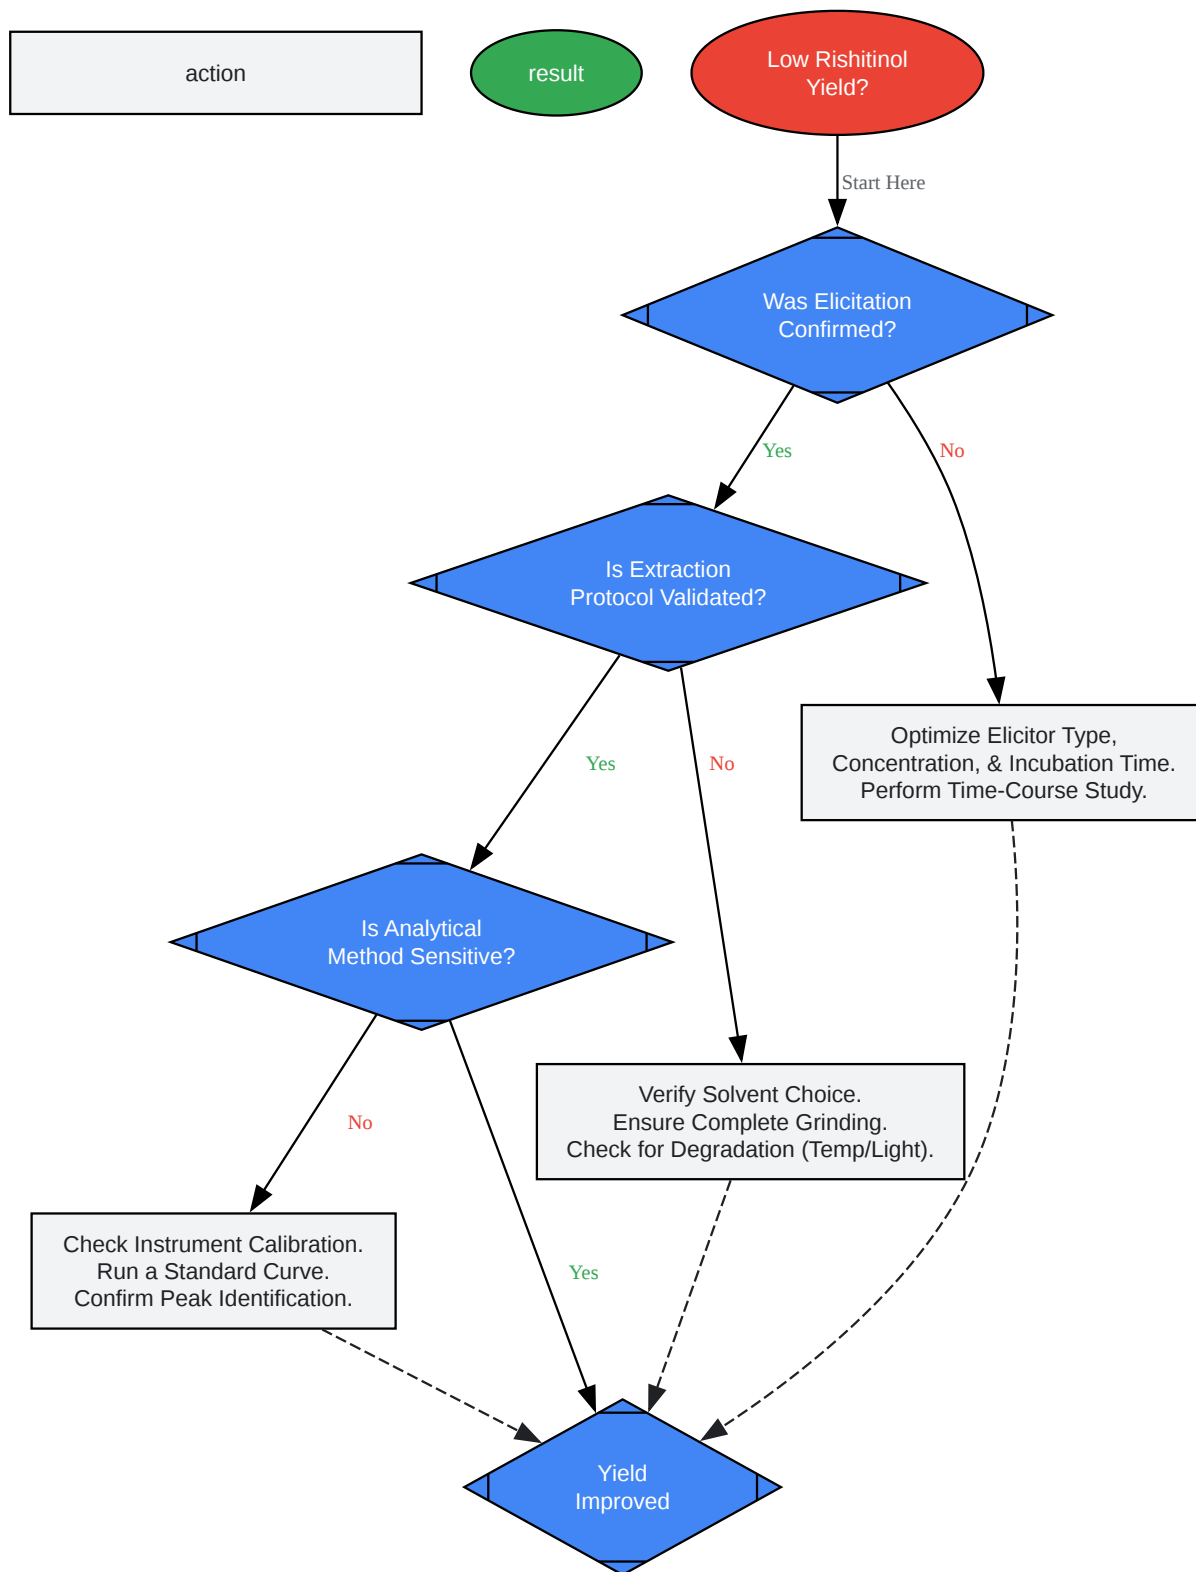 action
result
Low Rishitinol
Yield?
Start Here
Was Elicitation
Confirmed?
Yes
No
Is Extraction
Protocol Validated?
Yes
No
Optimize Elicitor Type,
Concentration, & Incubation Time.
Perform Time-Course Study.
Is Analytical
Method Sensitive?
No
Yes
Verify Solvent Choice.
Ensure Complete Grinding.
Check for Degradation (Temp/Light).
Check Instrument Calibration.
Run a Standard Curve.
Confirm Peak Identification.
Yield
Improved